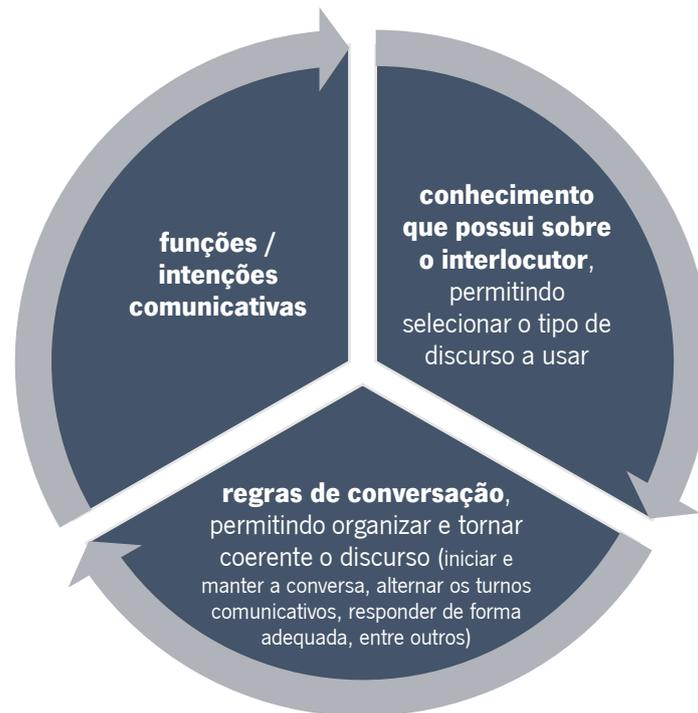 funções /
intenções
comunicativas
conhecimento
que possui sobre
o interlocutor,
permitindo
selecionar o tipo de
discurso a usar
regras de conversação,
permitindo organizar e tornar
coerente o discurso (iniciar e
manter a conversa, alternar os turnos
comunicativos, responder de forma
adequada, entre outros)